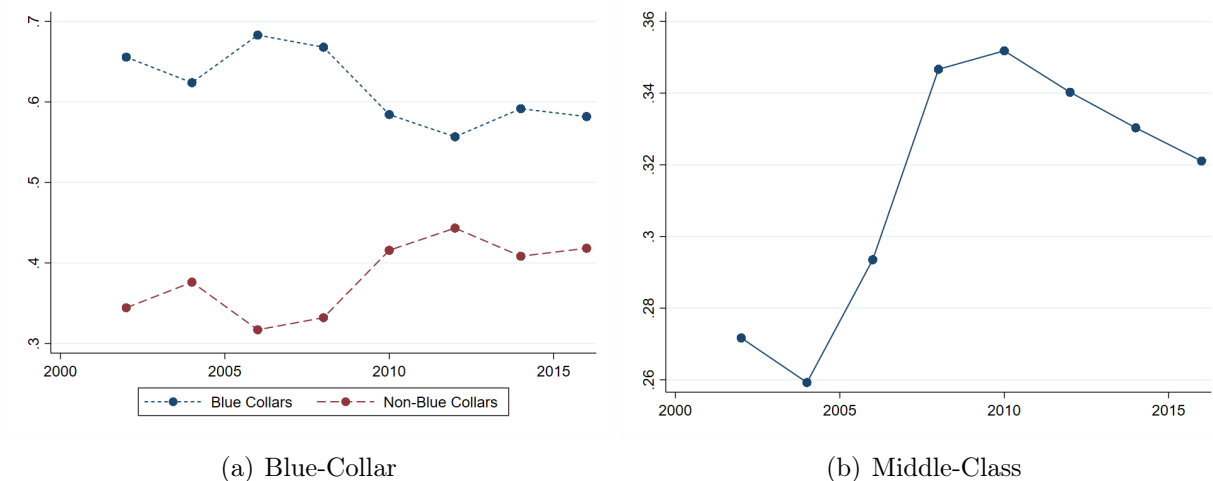 .7
.6
.5
.4
.3
2000 2005 2010 2015
Blue Collars Non-Blue Collars
(a) Blue-Collar
.36
.34
.32
.3
.28
.26
2000 2005 2010 2015
(b) Middle-Class